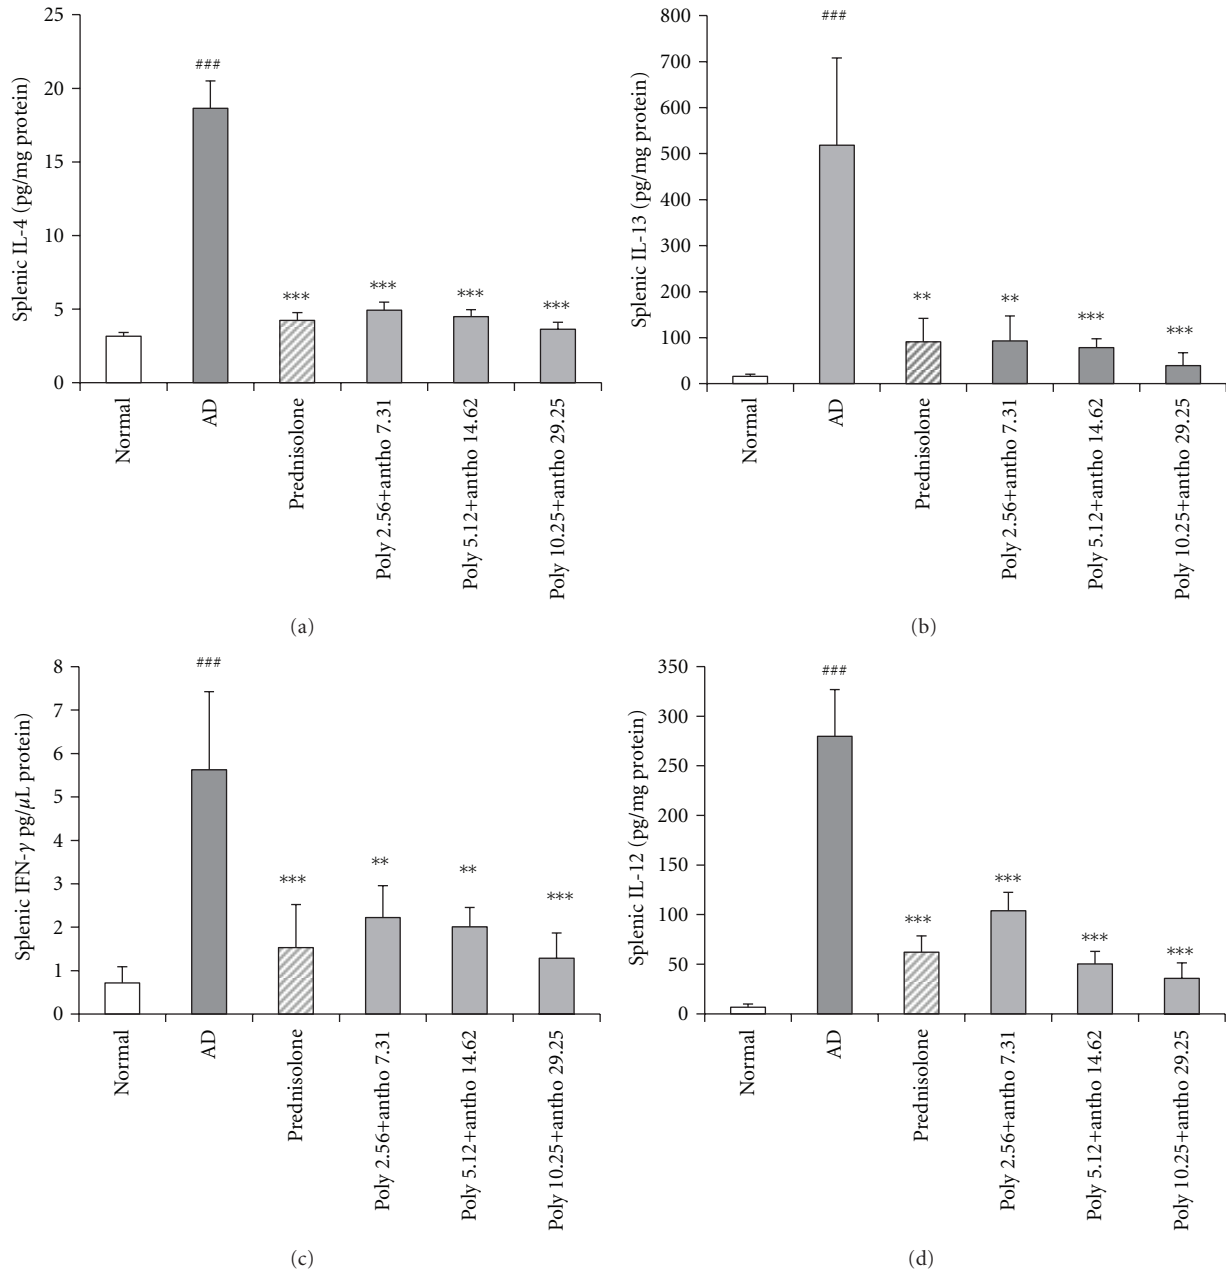 25
20
15
10
5
0
Splenic IL-4 (pg/mg protein)
###
***
***
***
***
Normal
AD
Prednisolone
Poly 2.56+antho 7.31
Poly 5.12+antho 14.62
Poly 10.25+antho 29.25
(a)
800
700
600
500
400
300
200
100
0
Splenic IL-13 (pg/mg protein)
###
**
**
***
***
Normal
AD
Prednisolone
Poly 2.56+antho 7.31
Poly 5.12+antho 14.62
Poly 10.25+antho 29.25
(b)
8
7
6
5
4
3
2
1
0
Splenic IFN-γ pg/μL protein)
###
***
**
**
***
Normal
AD
Prednisolone
Poly 2.56+antho 7.31
Poly 5.12+antho 14.62
Poly 10.25+antho 29.25
(c)
350
300
250
200
150
100
50
0
Splenic IL-12 (pg/mg protein)
###
***
***
***
***
Normal
AD
Prednisolone
Poly 2.56+antho 7.31
Poly 5.12+antho 14.62
Poly 10.25+antho 29.25
(d)